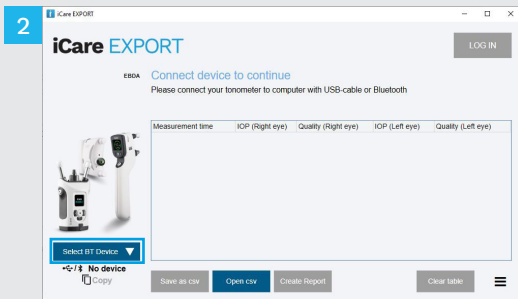 2
iCare EXPORT
iCare EXPORT
LOG IN
EBDA
Connect device to continue
Please connect your tonometer to computer with USB-cable or Bluetooth
Measurement time IOP (Right eye) Quality (Right eye) IOP (Left eye) Quality (Left eye)
Select BT Device
No device
Copy
Save as csv Open csv Create Report Clear table